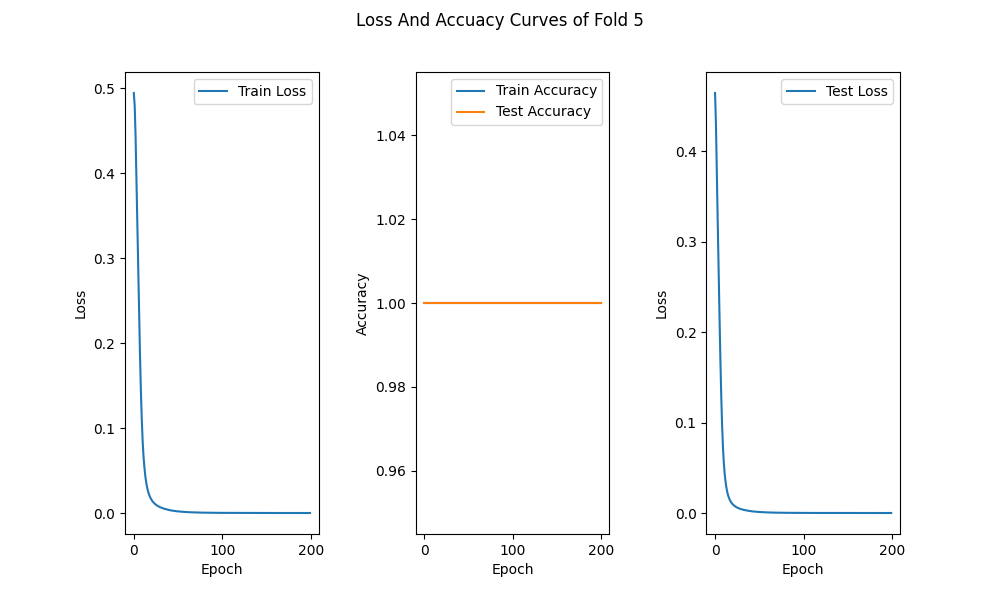 Loss And Accuacy Curves of Fold 5
Train Loss
0.5
0.4
0.3
0.2
0.1
0.0
Loss
0 100 200
Epoch
Train Accuracy
Test Accuracy
1.04
1.02
1.00
0.98
0.96
Accuracy
0 100 200
Epoch
Test Loss
0.4
0.3
0.2
0.1
0.0
Loss
0 100 200
Epoch